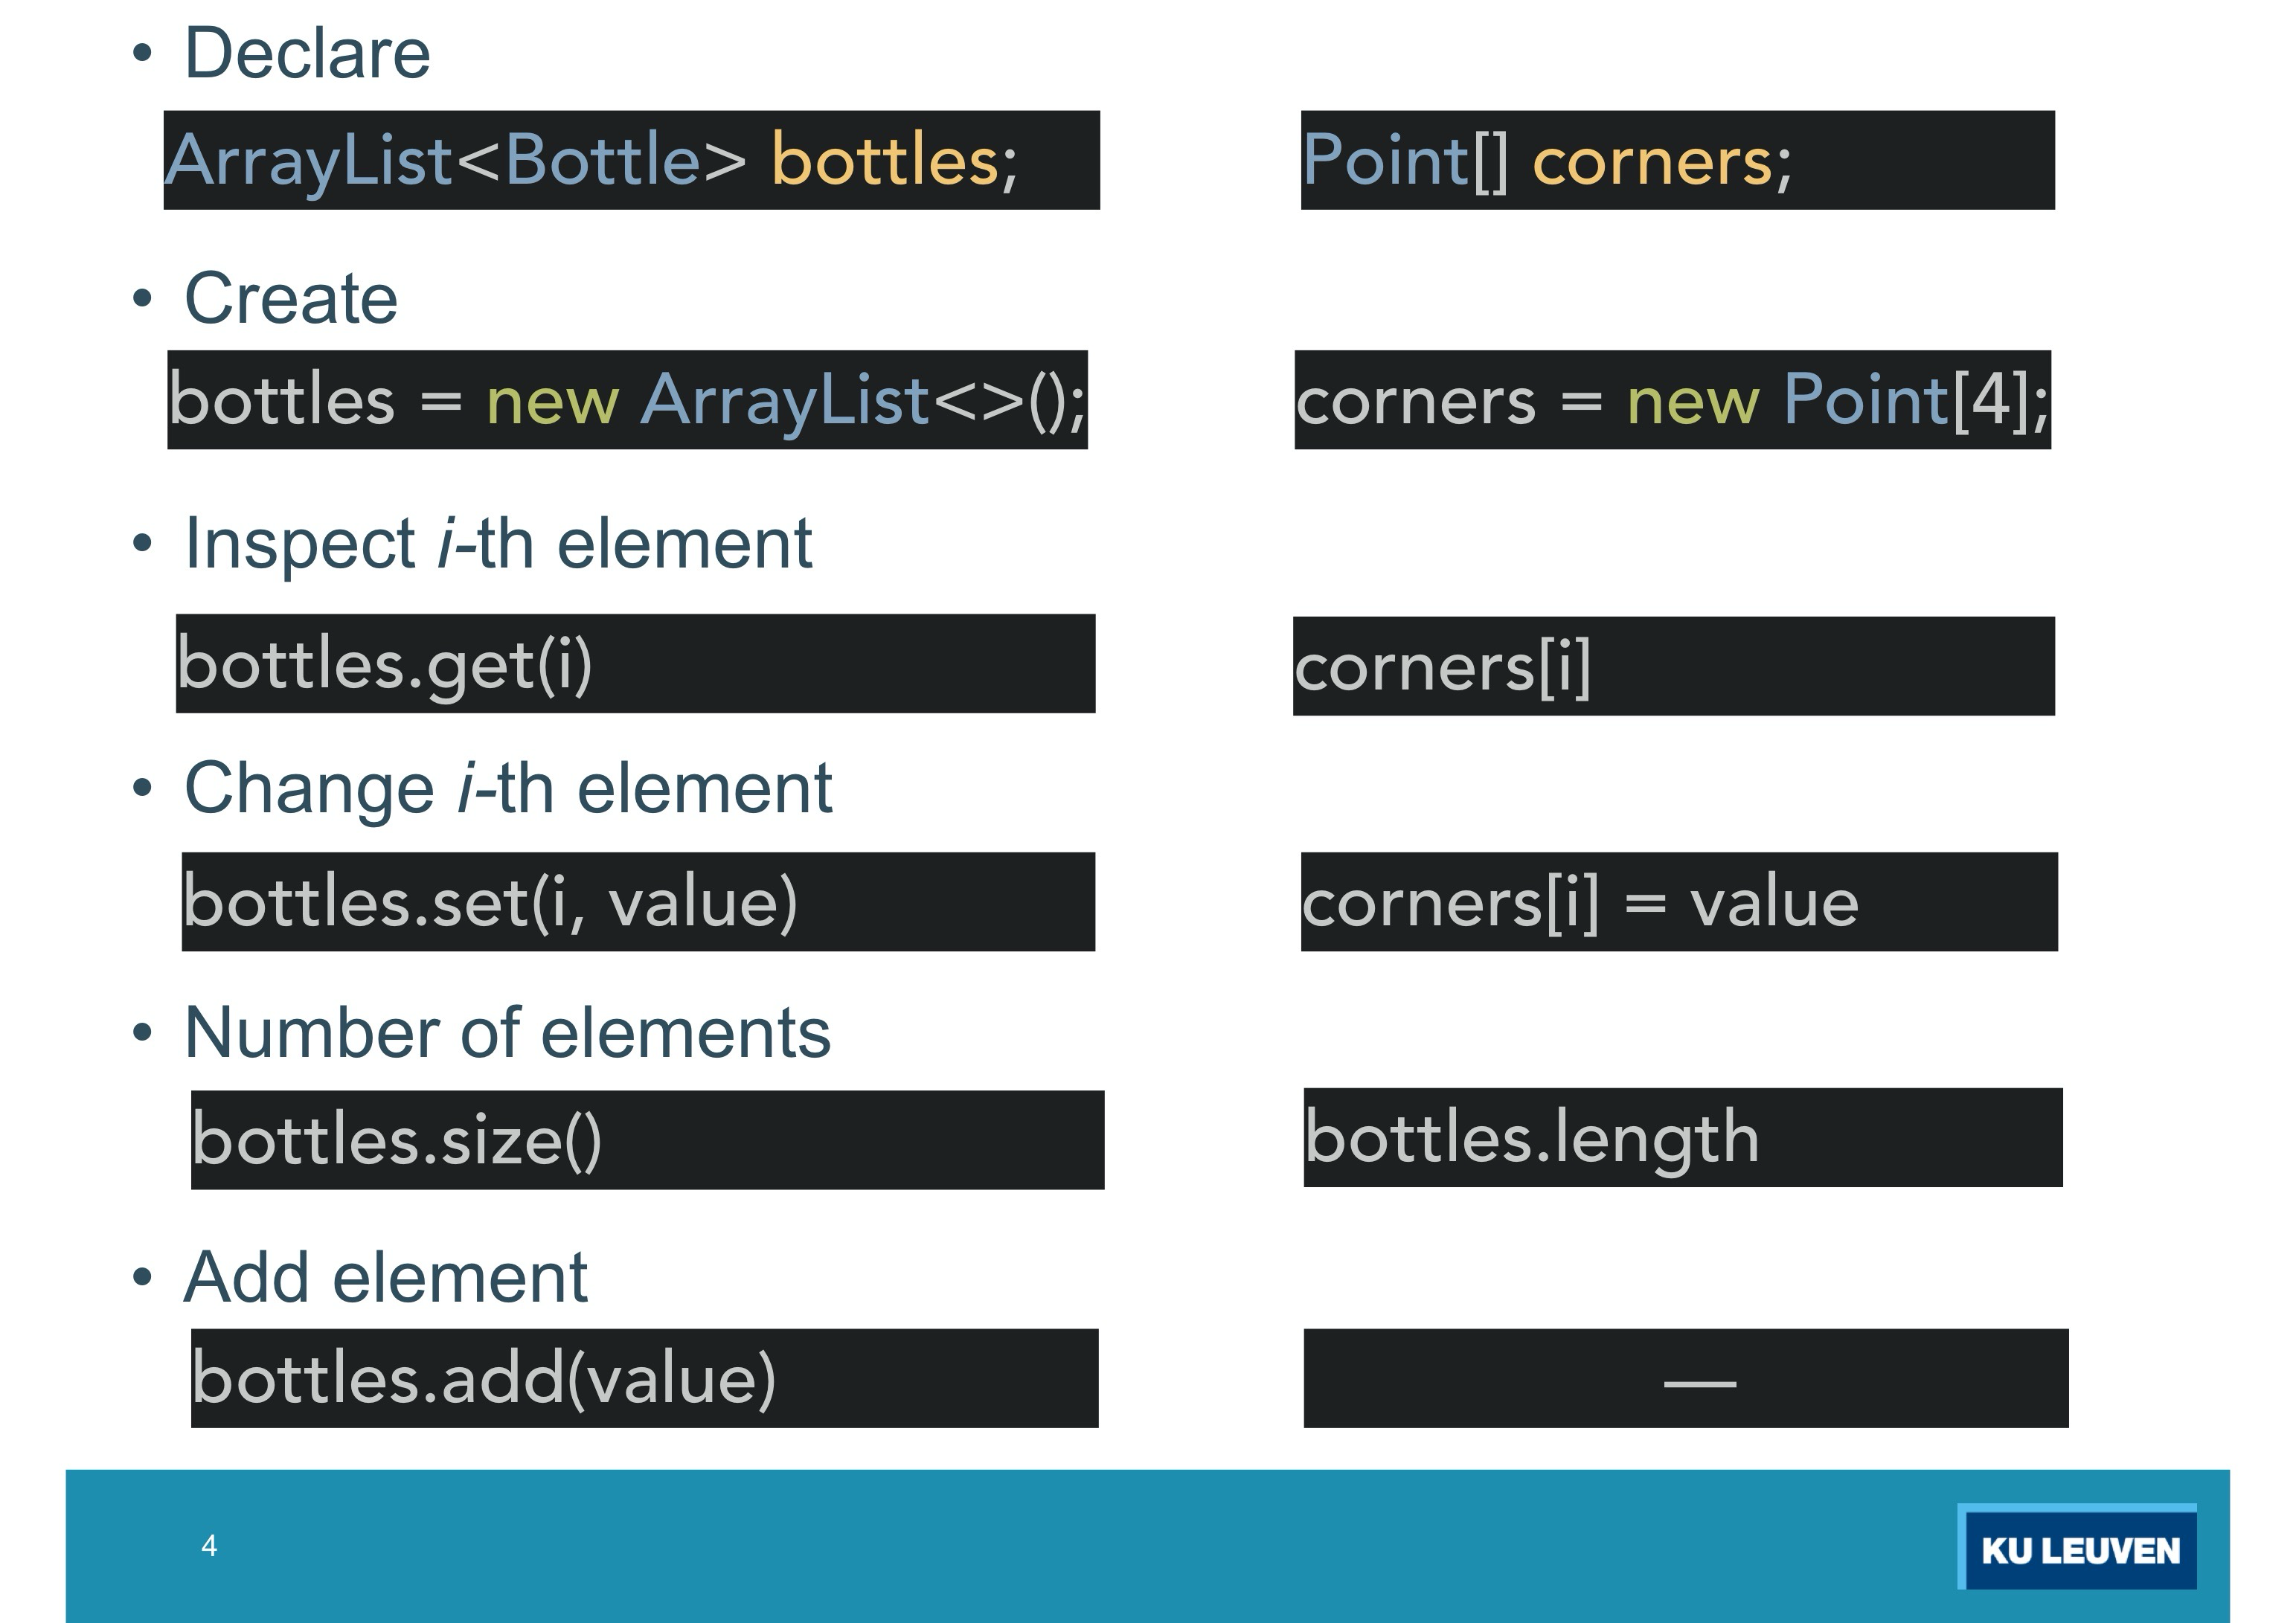 • Declare
ArrayList<Bottle> bottles;
Point[] corners;
• Create
bottles = new ArrayList<>();
corners = new Point[4];
• Inspect i-th element
bottles.get(i)
corners[i]
• Change i-th element
bottles.set(i, value)
corners[i] = value
• Number of elements
bottles.size()
bottles.length
• Add element
bottles.add(value)
—
4
KU LEUVEN